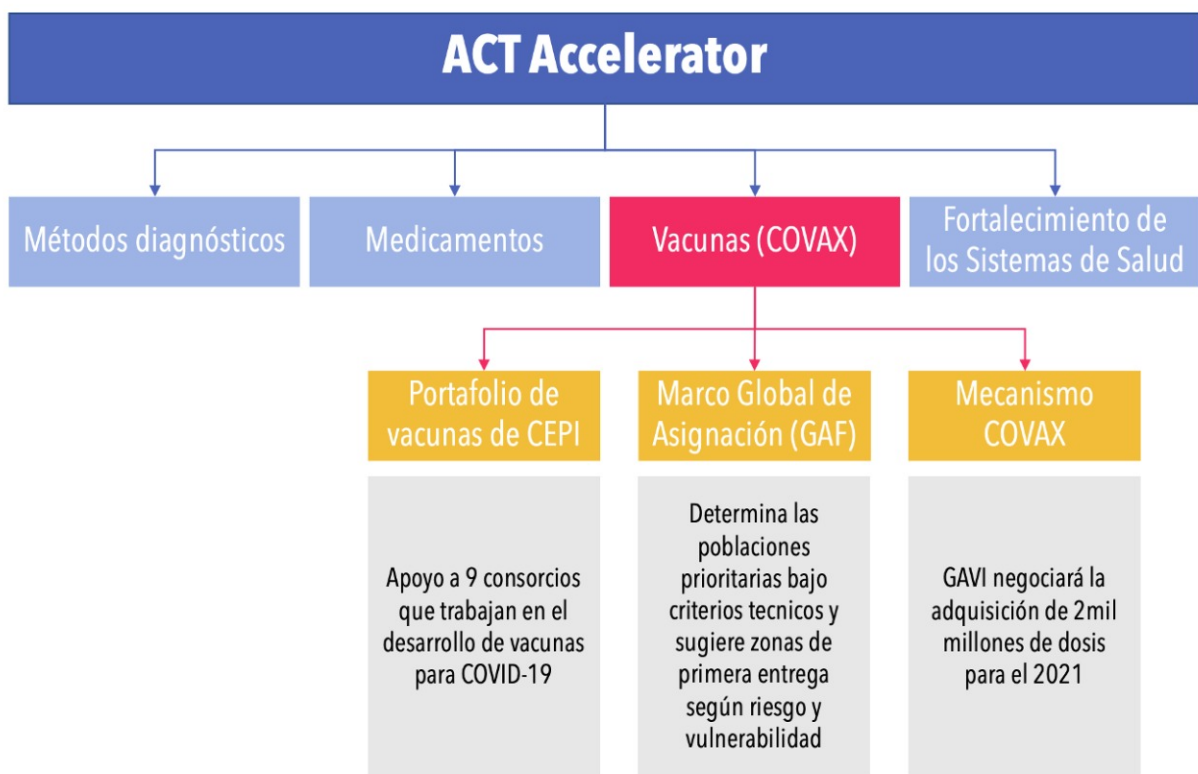 ACT Accelerator
Métodos diagnósticos
Medicamentos
Vacunas (COVAX)
Fortalecimiento de
los Sistemas de Salud
Portafolio de
vacunas de CEPI
Marco Global de
Asignación (GAF)
Mecanismo
COVAX
Apoyo a 9 consorcios
que trabajan en el
desarrollo de vacunas
para COVID-19
Determina las
poblaciones
prioritarias bajo
criterios tecnicos y
sugiere zonas de
primera entrega
según riesgo y
vulnerabilidad
GAVI negociará la
adquisición de 2mil
millones de dosis
para el 2021